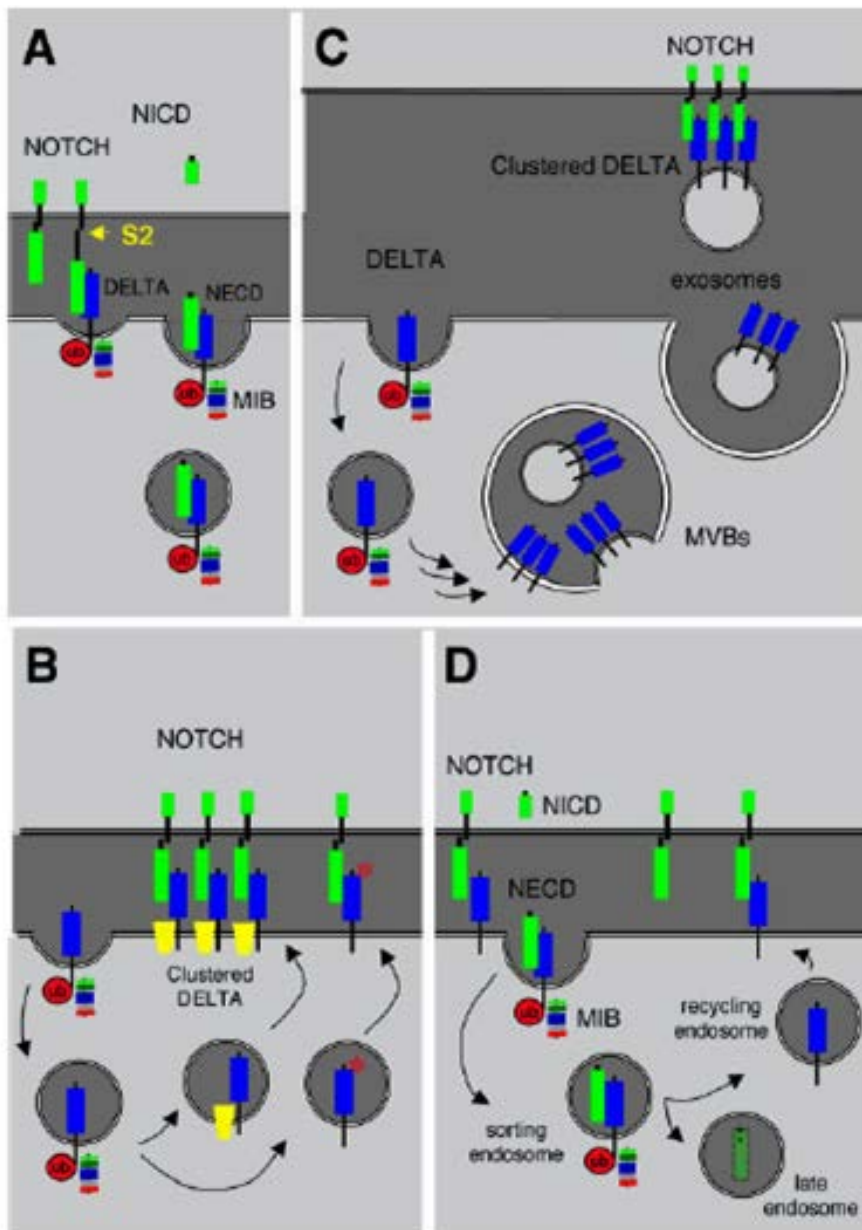 A
NICD
NOTCH
S2
DELTA
NECD
ub
ub
MIB
ub
C
NOTCH
Clustered DELTA
DELTA
exosomes
ub
MVBs
ub
B
NOTCH
ub
Clustered
DELTA
ub
D
NOTCH
NICD
NECD
ub
MIB
recycling
endosome
sorting
endosome
ub
late
endosome